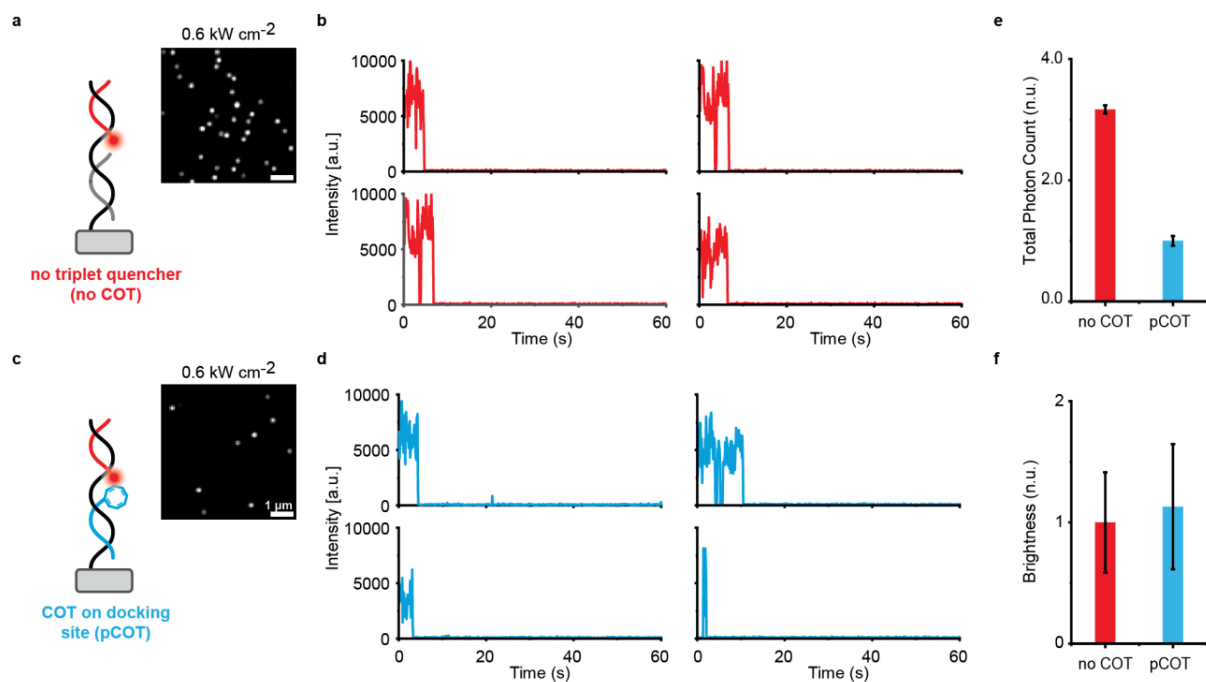 a
0.6 kW cm-2
no triplet quencher
(no COT)
b
Intensity [a.u.]
10000
5000
0
10000
5000
0
0
20
40
60
Time (s)
0
20
40
60
Time (s)
c
0.6 kW cm-2
1 µm
COT on docking
site (pCOT)
d
Intensity [a.u.]
10000
5000
0
10000
5000
0
0
20
40
60
Time (s)
0
20
40
60
Time (s)
e
Total Photon Count (n.u.)
4.0
2.0
0.0
no COT
pCOT
f
Brightness (n.u.)
2
1
0
no COT
pCOT